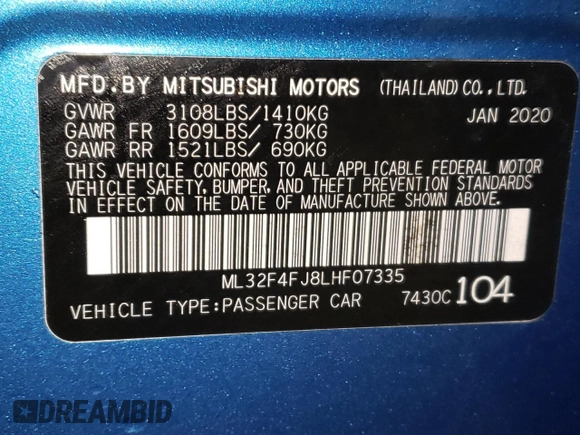 MFD. BY MITSUBISHI MOTORS (THAILAND) CO., LTD.
GVWR 3108LBS/1410KG JAN 2020
GAWR FR 1609LBS/ 730KG
GAWR RR 1521LBS/ 690KG
THIS VEHICLE CONFORMS TO ALL APPLICABLE FEDERAL MOTOR
VEHICLE SAFETY, BUMPER, AND THEFT PREVENTION STANDARDS
IN EFFECT ON THE DATE OF MANUFACTURE SHOWN ABOVE.
ML32F4FJ8LHF07335
VEHICLE TYPE:PASSENGER CAR 7430C 104
DREAMBID